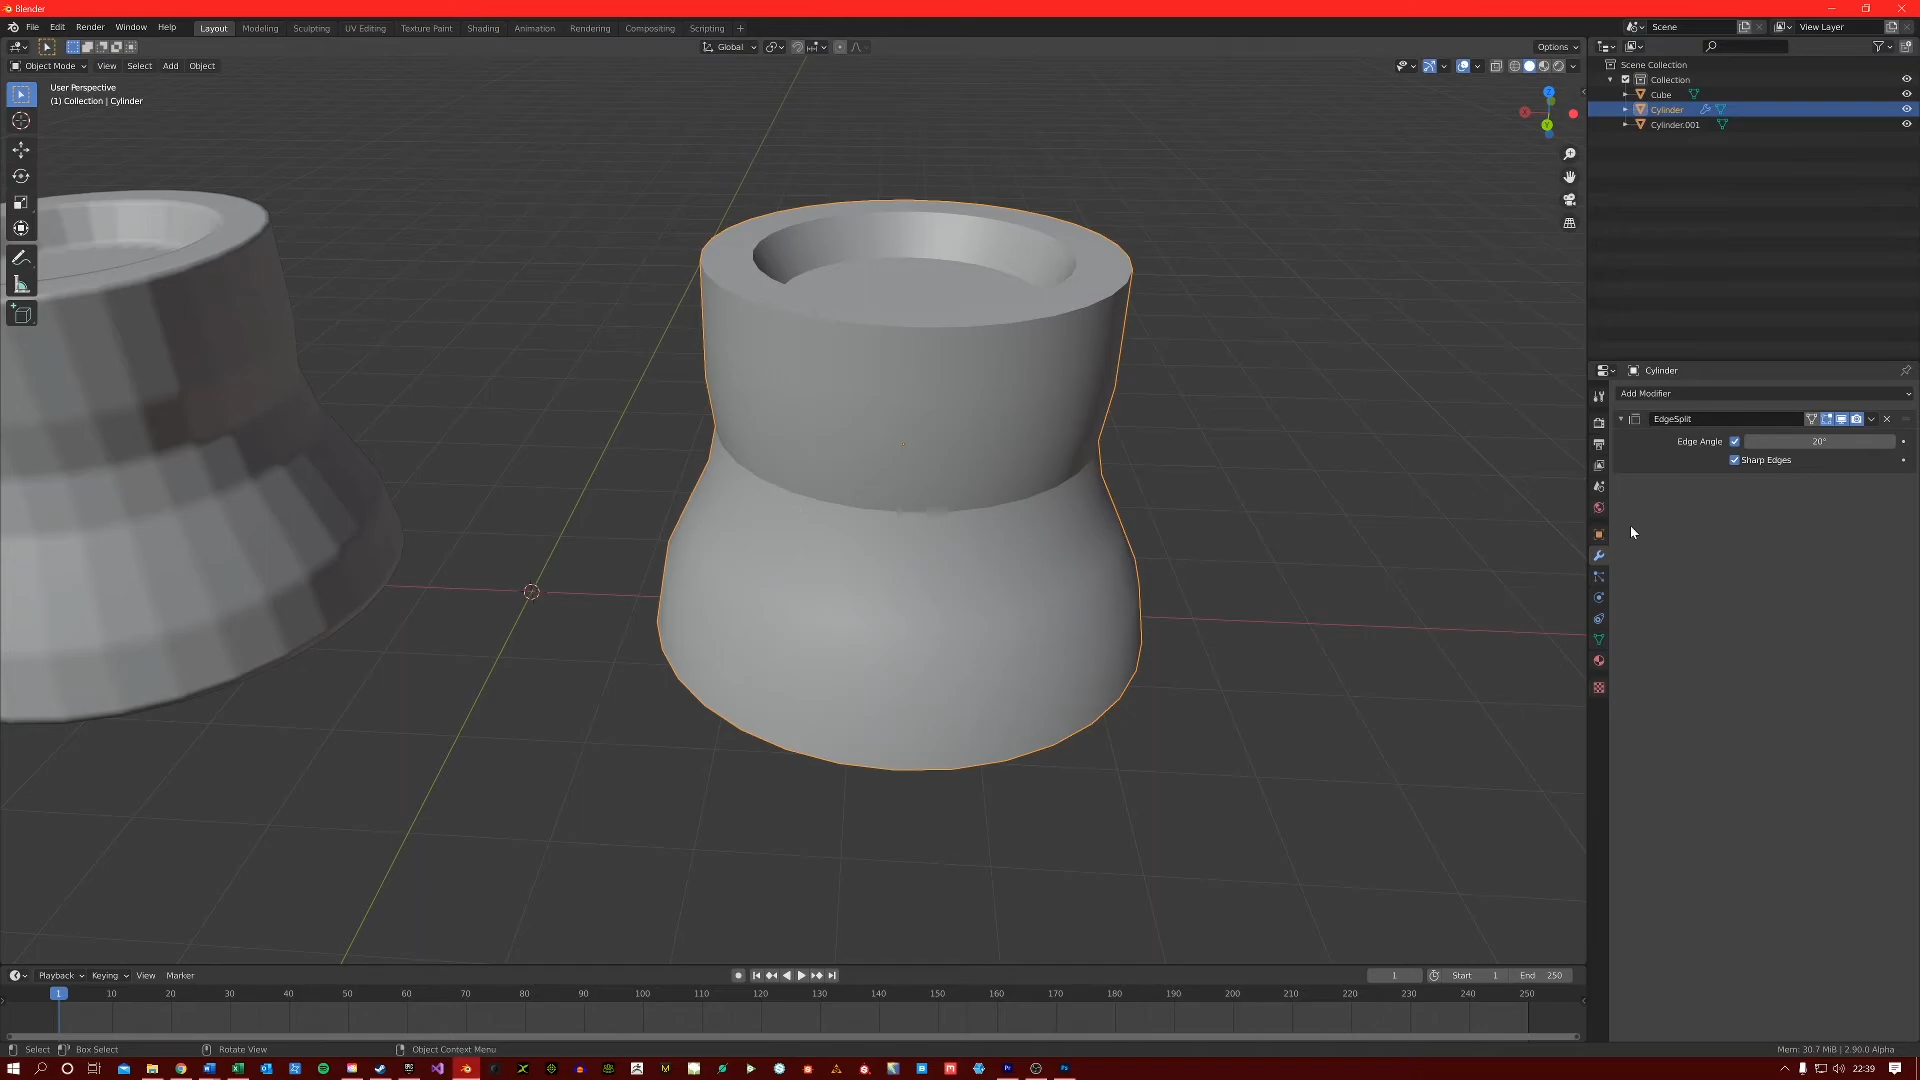 Blender
File Edit Render Window Help Layout Modeling Sculpting UV Editing Texture Paint Shading Animation Rendering Compositing Scripting + Scene View Layer
Global Options
Object Mode View Select Add Object
User Perspective
(1) Collection | Cylinder
Scene Collection
Collection
Cube
Cylinder
Cylinder.001
Z
Y
Cylinder
Add Modifier
EdgeSplit
Edge Angle 20°
Sharp Edges
Playback Keying View Marker 1 Start 1 End 250
1 10 20 30 40 50 60 70 80 90 100 110 120 130 140 150 160 170 180 190 200 210 220 230 240 250
Select Box Select Rotate View Object Context Menu Mem: 30.7 MiB | 2.90.0 Alpha
22:39